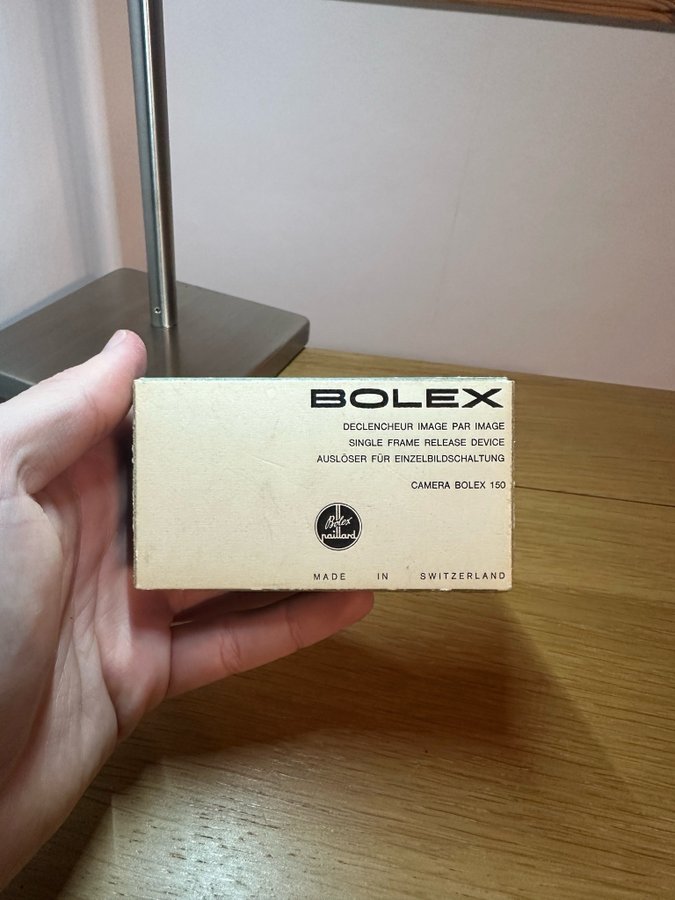 BOLEX
DECLENCHEUR IMAGE PAR IMAGE
SINGLE FRAME RELEASE DEVICE
AUSLÖSER FÜR EINZELBILDSCHALTUNG
CAMERA BOLEX 150
Bolex
paillard
MADE IN SWITZERLAND